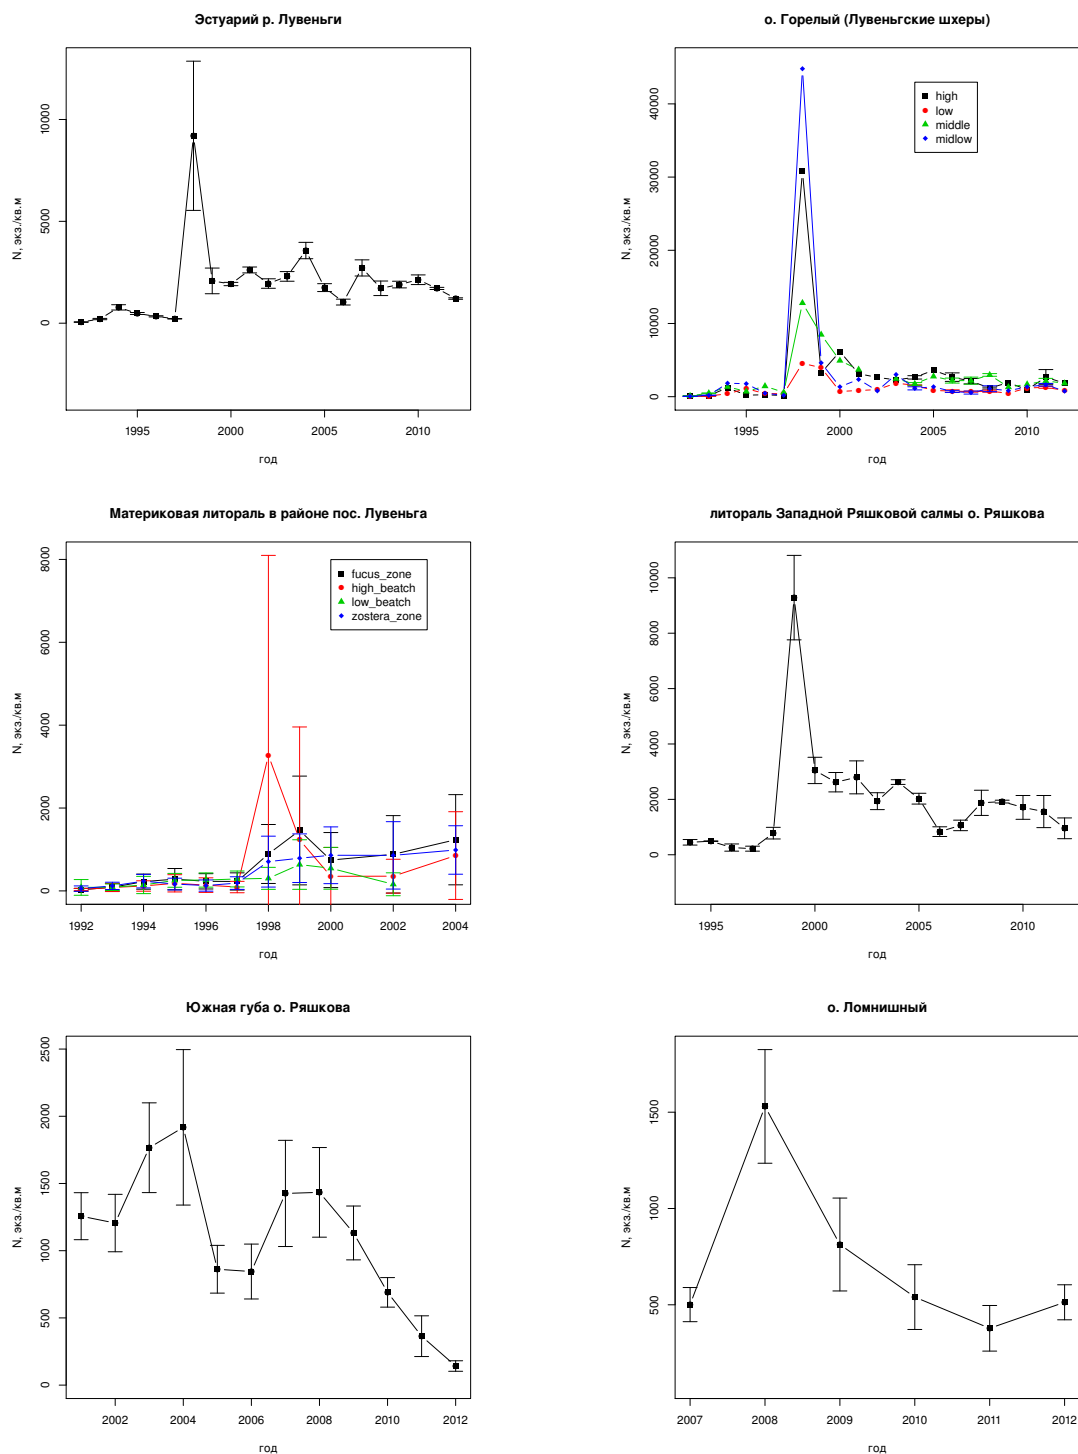 Эстуарий р. Лувеньги
N, экз./кв.м
0
5000
10000
1995
2000
2005
2010
год
о. Горелый (Лувеньгские шхеры)
N, экз./кв.м
0
10000
20000
30000
40000
high
low
middle
midlow
1995
2000
2005
2010
год
Материковая литораль в районе пос. Лувеньга
N, экз./кв.м
0
2000
4000
6000
8000
fucus_zone
high_beatch
low_beatch
zostera_zone
1992
1994
1996
1998
2000
2002
2004
год
литораль Западной Ряшковой салмы о. Ряшкова
N, экз./кв.м
0
2000
4000
6000
8000
10000
1995
2000
2005
2010
год
Южная губа о. Ряшкова
N, экз./кв.м
0
500
1000
1500
2000
2500
2002
2004
2006
2008
2010
2012
год
о. Ломнишный
N, экз./кв.м
500
1000
1500
2007
2008
2009
2010
2011
2012
год